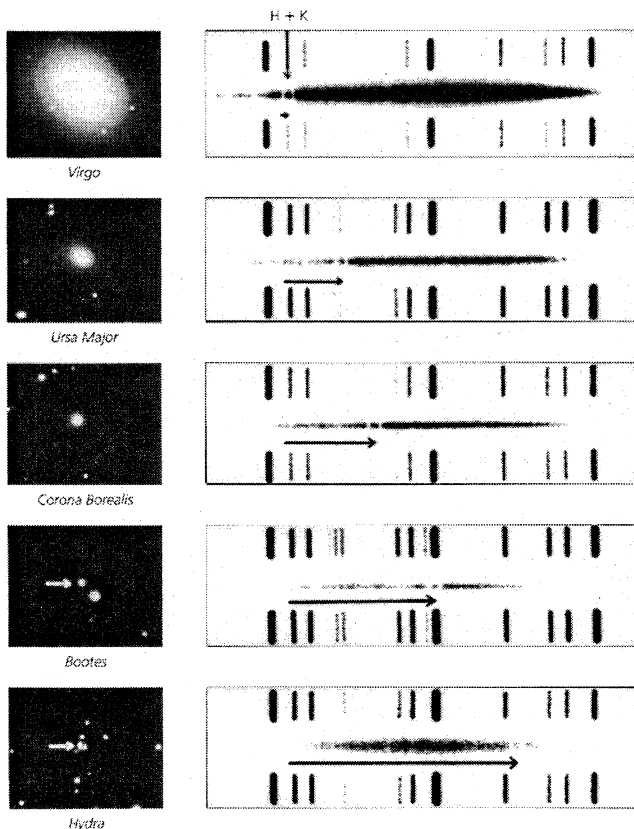 H + K
Virgo
Ursa Major
Corona Borealis
Bootes
Hydra